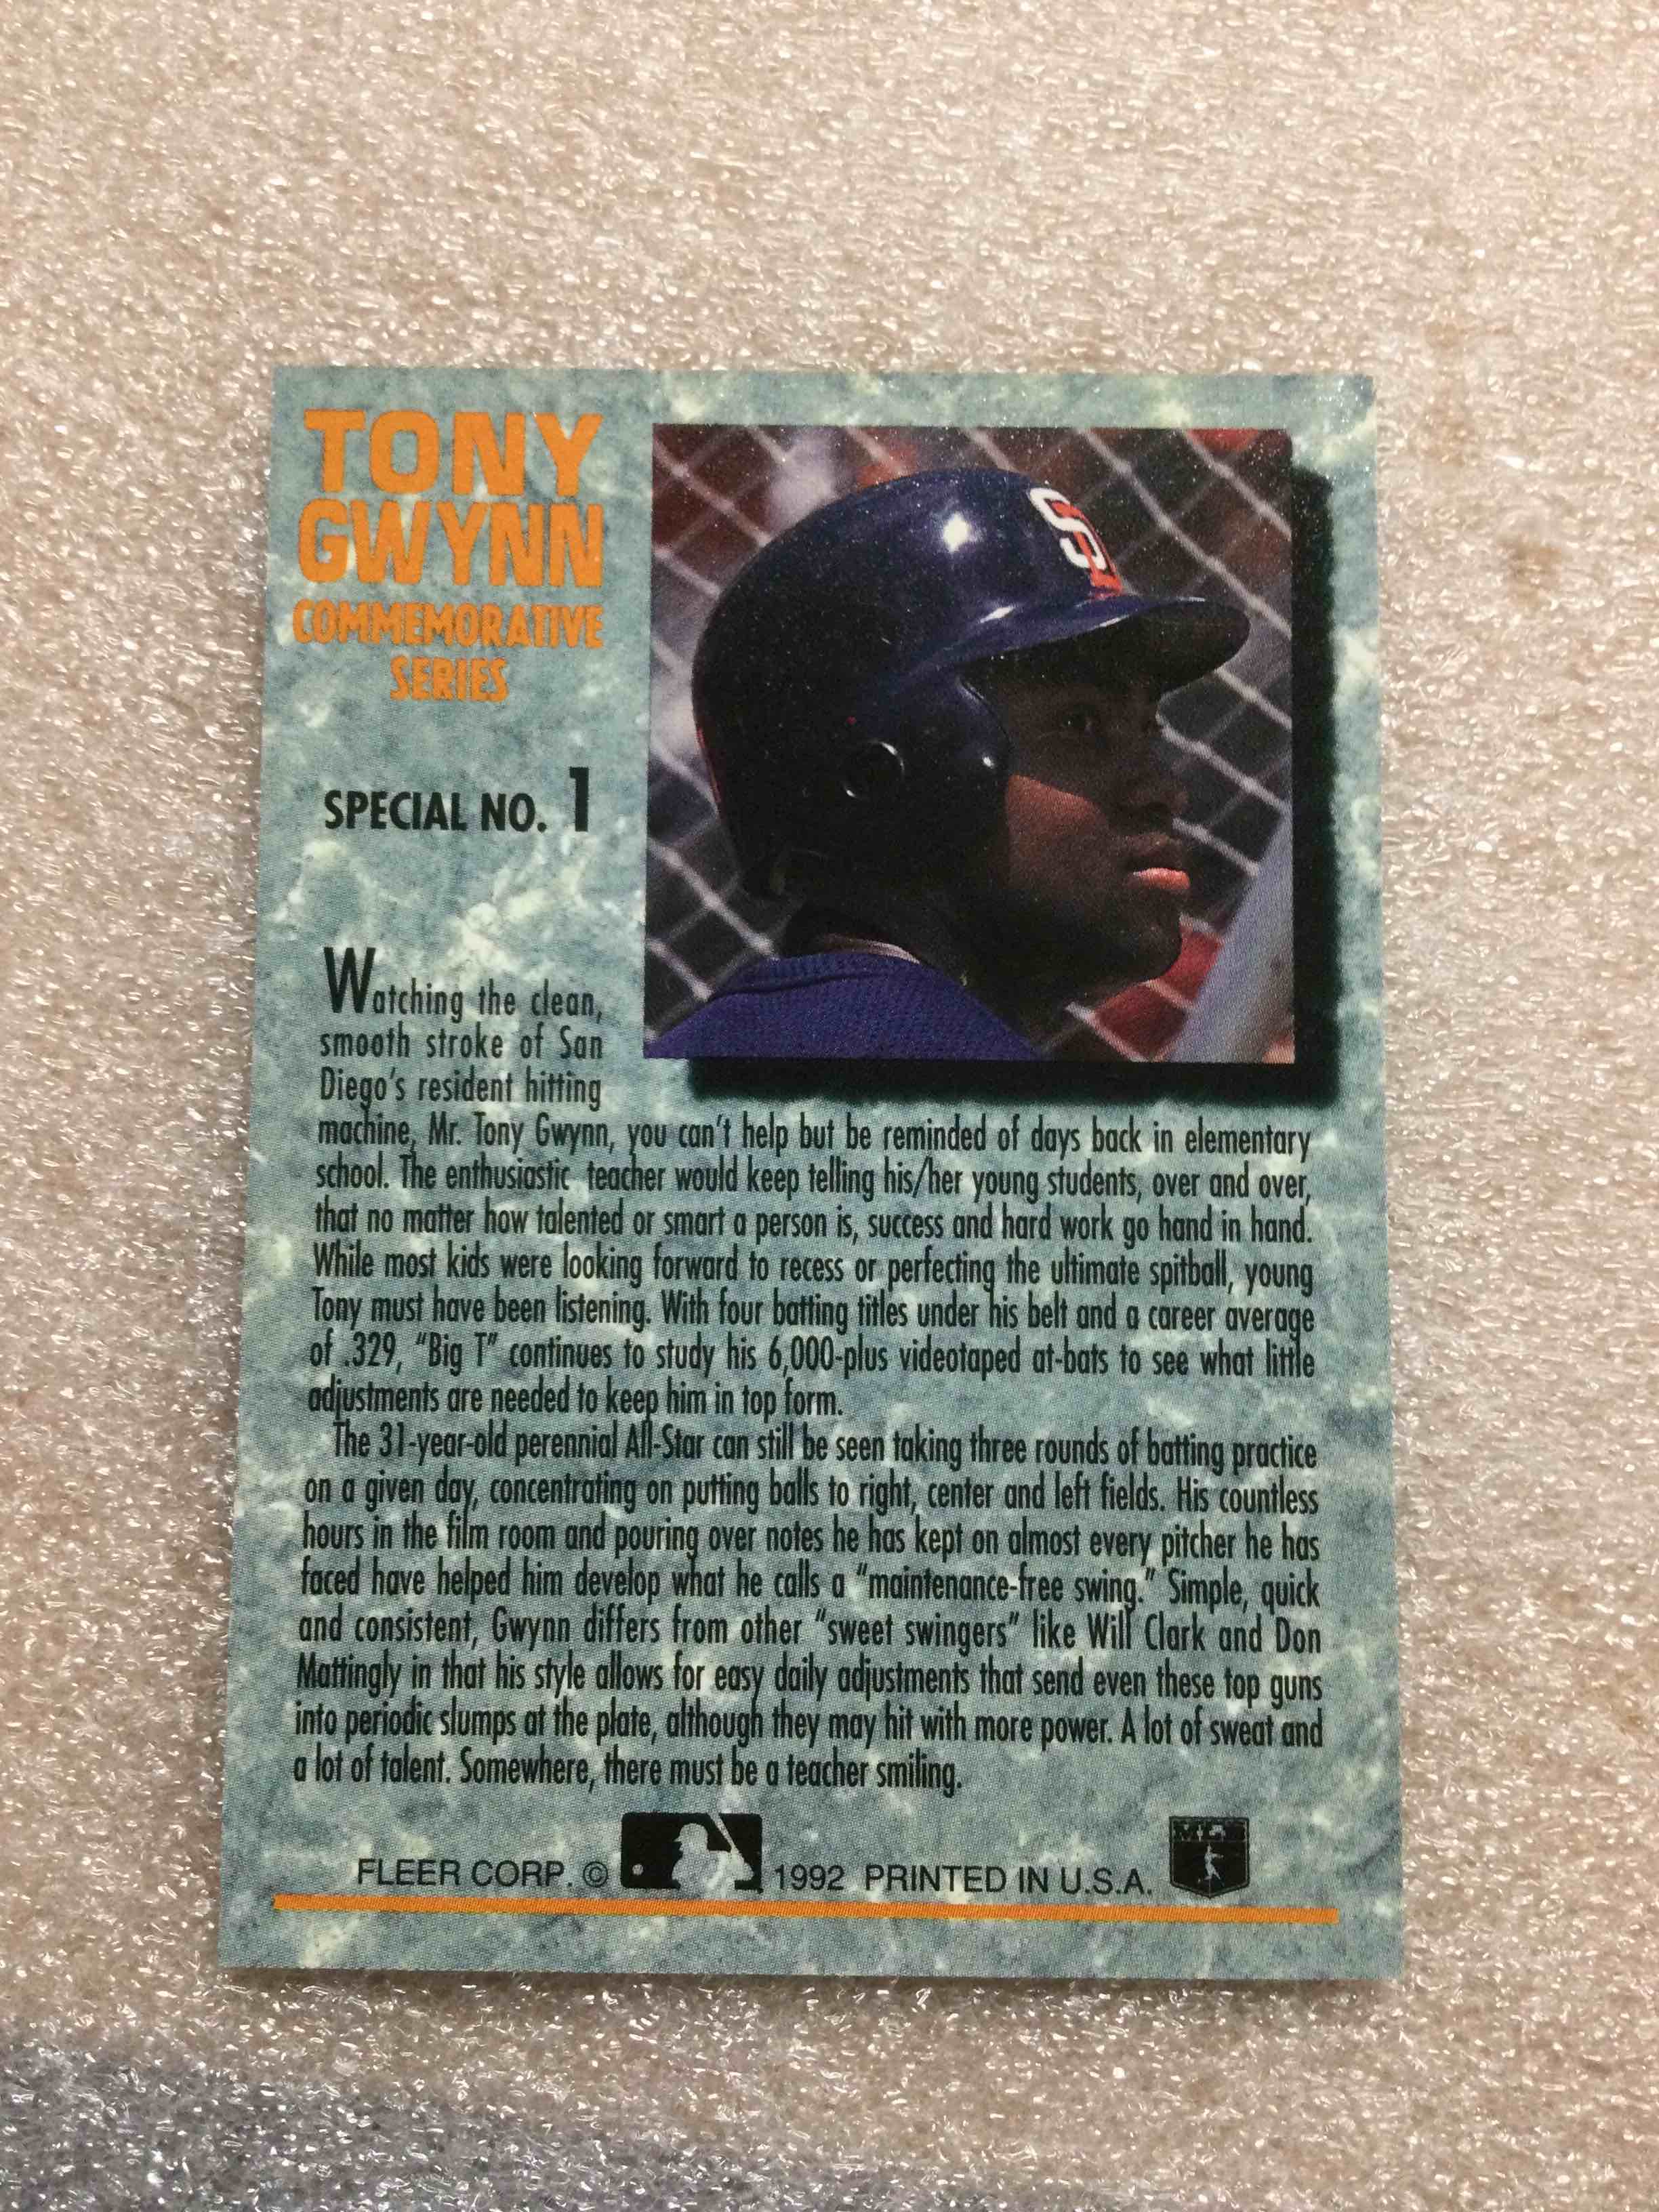 TONY
GWYNN
COMMEMORATIVE
SERIES
SPECIAL NO. 1
SD
Watching the clean,
smooth stroke of San
Diego's resident hitting
machine, Mr. Tony Gwynn, you can't help but be reminded of days back in elementary
school. The enthusiastic teacher would keep telling his/her young students, over and over,
that no matter how talented or smart a person is, success and hard work go hand in hand.
While most kids were looking forward to recess or perfecting the ultimate spitball, young
Tony must have been listening. With four batting titles under his belt and a career average
of .329, "Big T" continues to study his 6,000-plus videotaped at-bats to see what little
adjustments are needed to keep him in top form.
The 31-year-old perennial All-Star can still be seen taking three rounds of batting practice
on a given day, concentrating on putting balls to right, center and left fields. His countless
hours in the film room and pouring over notes he has kept on almost every pitcher he has
faced have helped him develop what he calls a "maintenance-free swing." Simple, quick
and consistent, Gwynn differs from other "sweet swingers" like Will Clark and Don
Mattingly in that his style allows for easy daily adjustments that send even these top guns
into periodic slumps at the plate, although they may hit with more power. A lot of sweat and
a lot of talent. Somewhere, there must be a teacher smiling.
FLEER CORP. © 1992 PRINTED IN U.S.A.